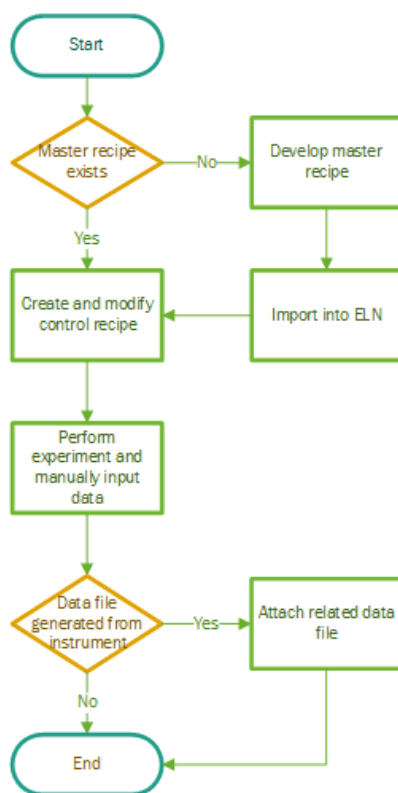 Start
Master recipe
exists
No
Develop master
recipe
Yes
Create and modify
control recipe
Import into ELN
Perform
experiment and
manually input
data
Data file
generated from
instrument
Yes
Attach related data
file
No
End